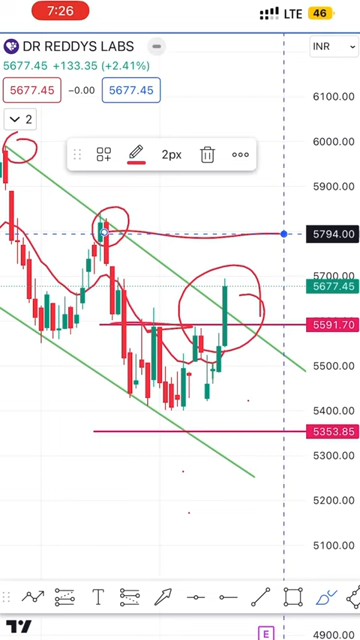 7:26
LTE 46
DR REDDYS LABS
INR
5677.45 +133.35 (+2.41%)
5677.45 −0.00 5677.45
2
2px
6100.00
6000.00
5900.00
5794.00
5700.00
5677.45
5591.70
5500.00
5400.00
5353.85
5300.00
5200.00
5100.00
T
4900.00
E